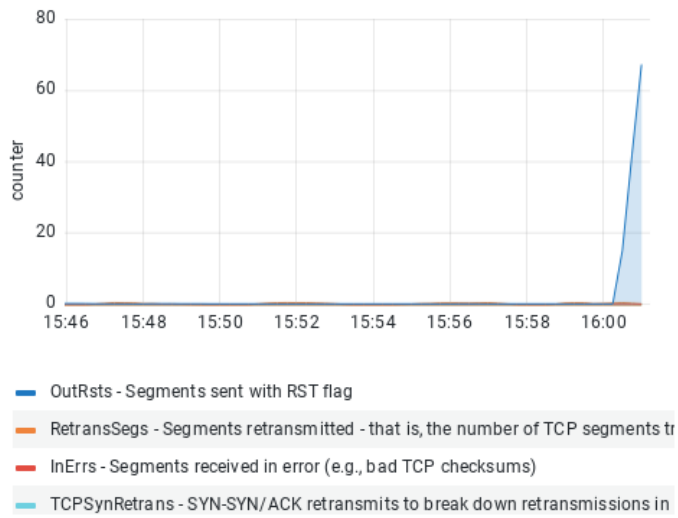 80
60
40
20
0
counter
15:46 15:48 15:50 15:52 15:54 15:56 15:58 16:00
OutRsts - Segments sent with RST flag
RetransSegs - Segments retransmitted - that is, the number of TCP segments tr
InErrs - Segments received in error (e.g., bad TCP checksums)
TCPSynRetrans - SYN-SYN/ACK retransmits to break down retransmissions in